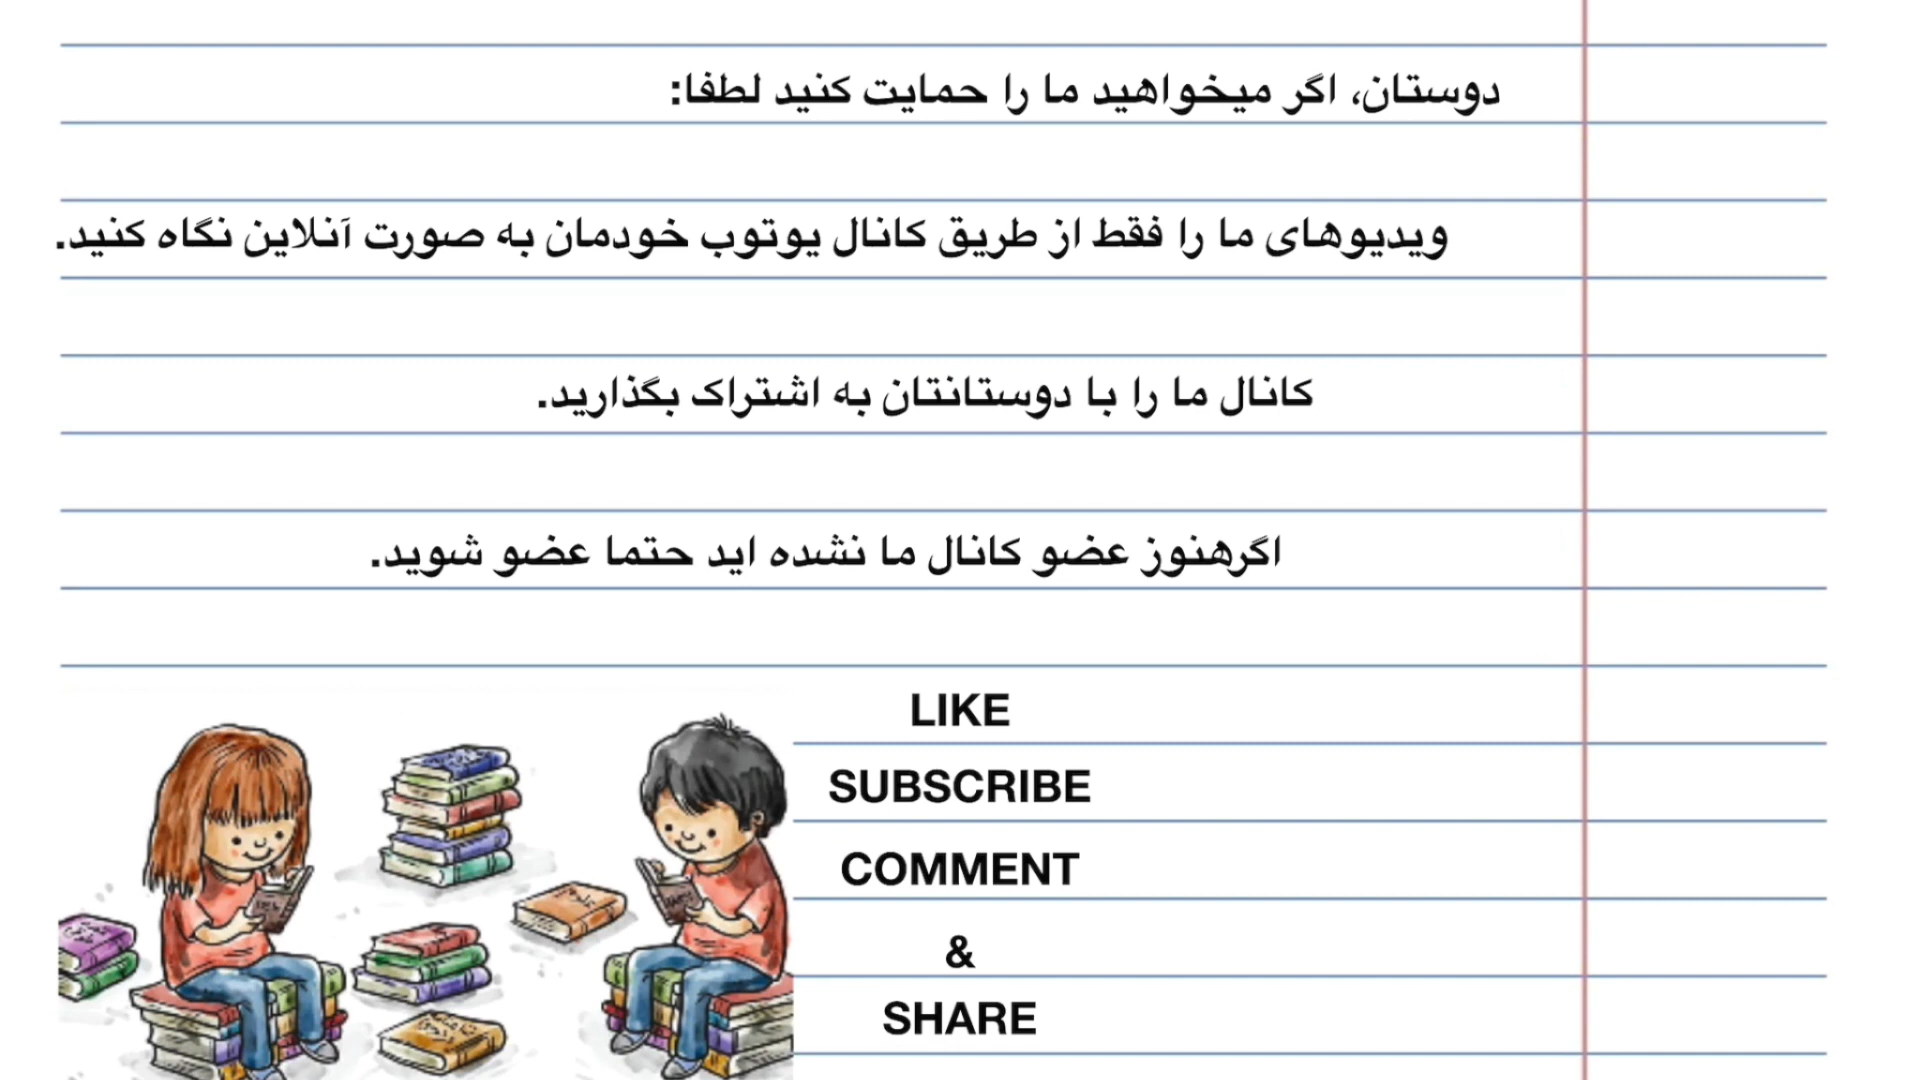 دوستان، اگر میخواهید ما را حمایت کنید لطفا:
ویدیوهای ما را فقط از طریق کانال یوتوب خودمان به صورت آنلاین نگاه کنید.
کانال ما را با دوستانتان به اشتراک بگذارید.
اگرهنوز عضو کانال ما نشده اید حتما عضو شوید.
LIKE
SUBSCRIBE
COMMENT
&
SHARE